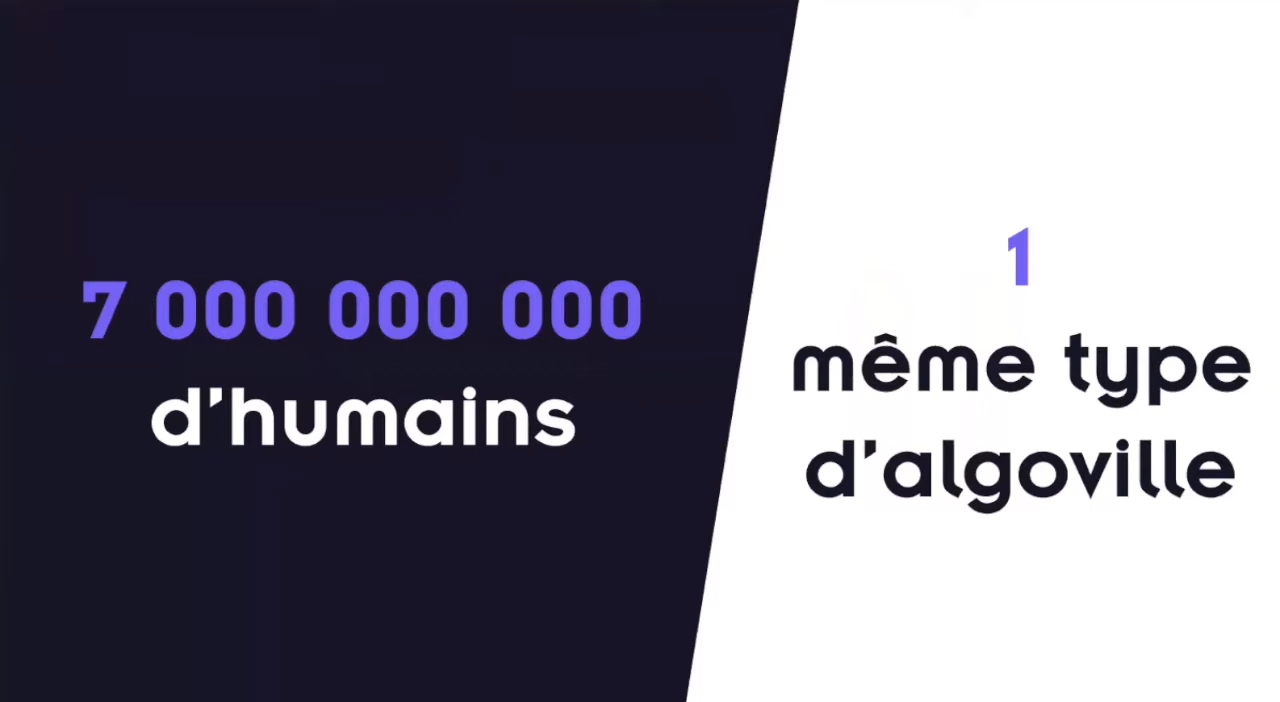 7 000 000 000
d'humains
1
même type
d'algoville